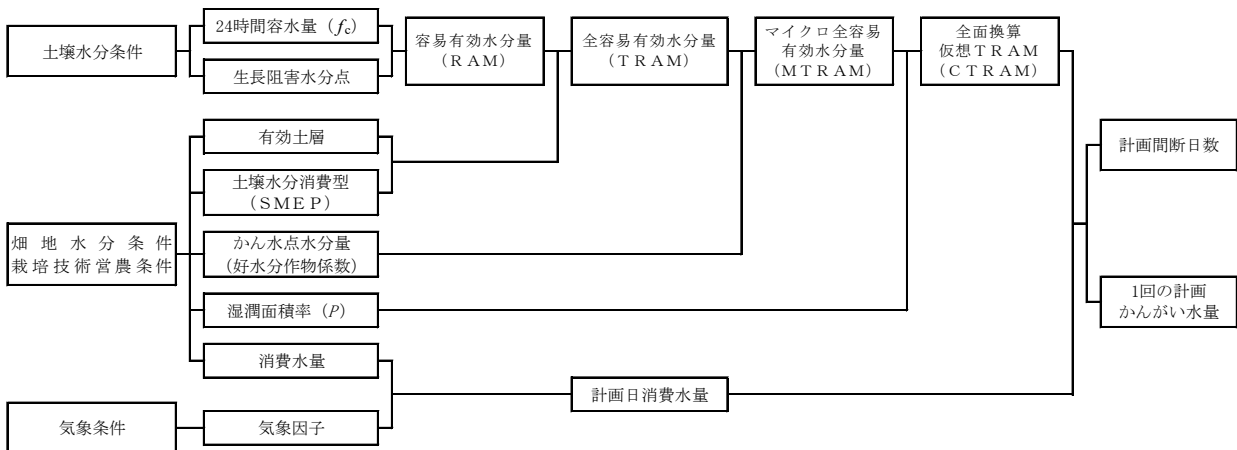 土壌水分条件
24時間容水量（fc）
生長阻害水分点
容易有効水分量
（ＲＡＭ）
全容易有効水分量
（ＴＲＡＭ）
マイクロ全容易
有効水分量
（ＭＴＲＡＭ）
全面換算
仮想ＴＲＡＭ
（ＣＴＲＡＭ）
畑地水分条件
栽培技術営農条件
有効土層
土壌水分消費型
（ＳＭＥＰ）
かん水点水分量
（好水分作物係数）
湿潤面積率（P）
消費水量
気象条件
気象因子
計画日消費水量
計画間断日数
1回の計画
かんがい水量